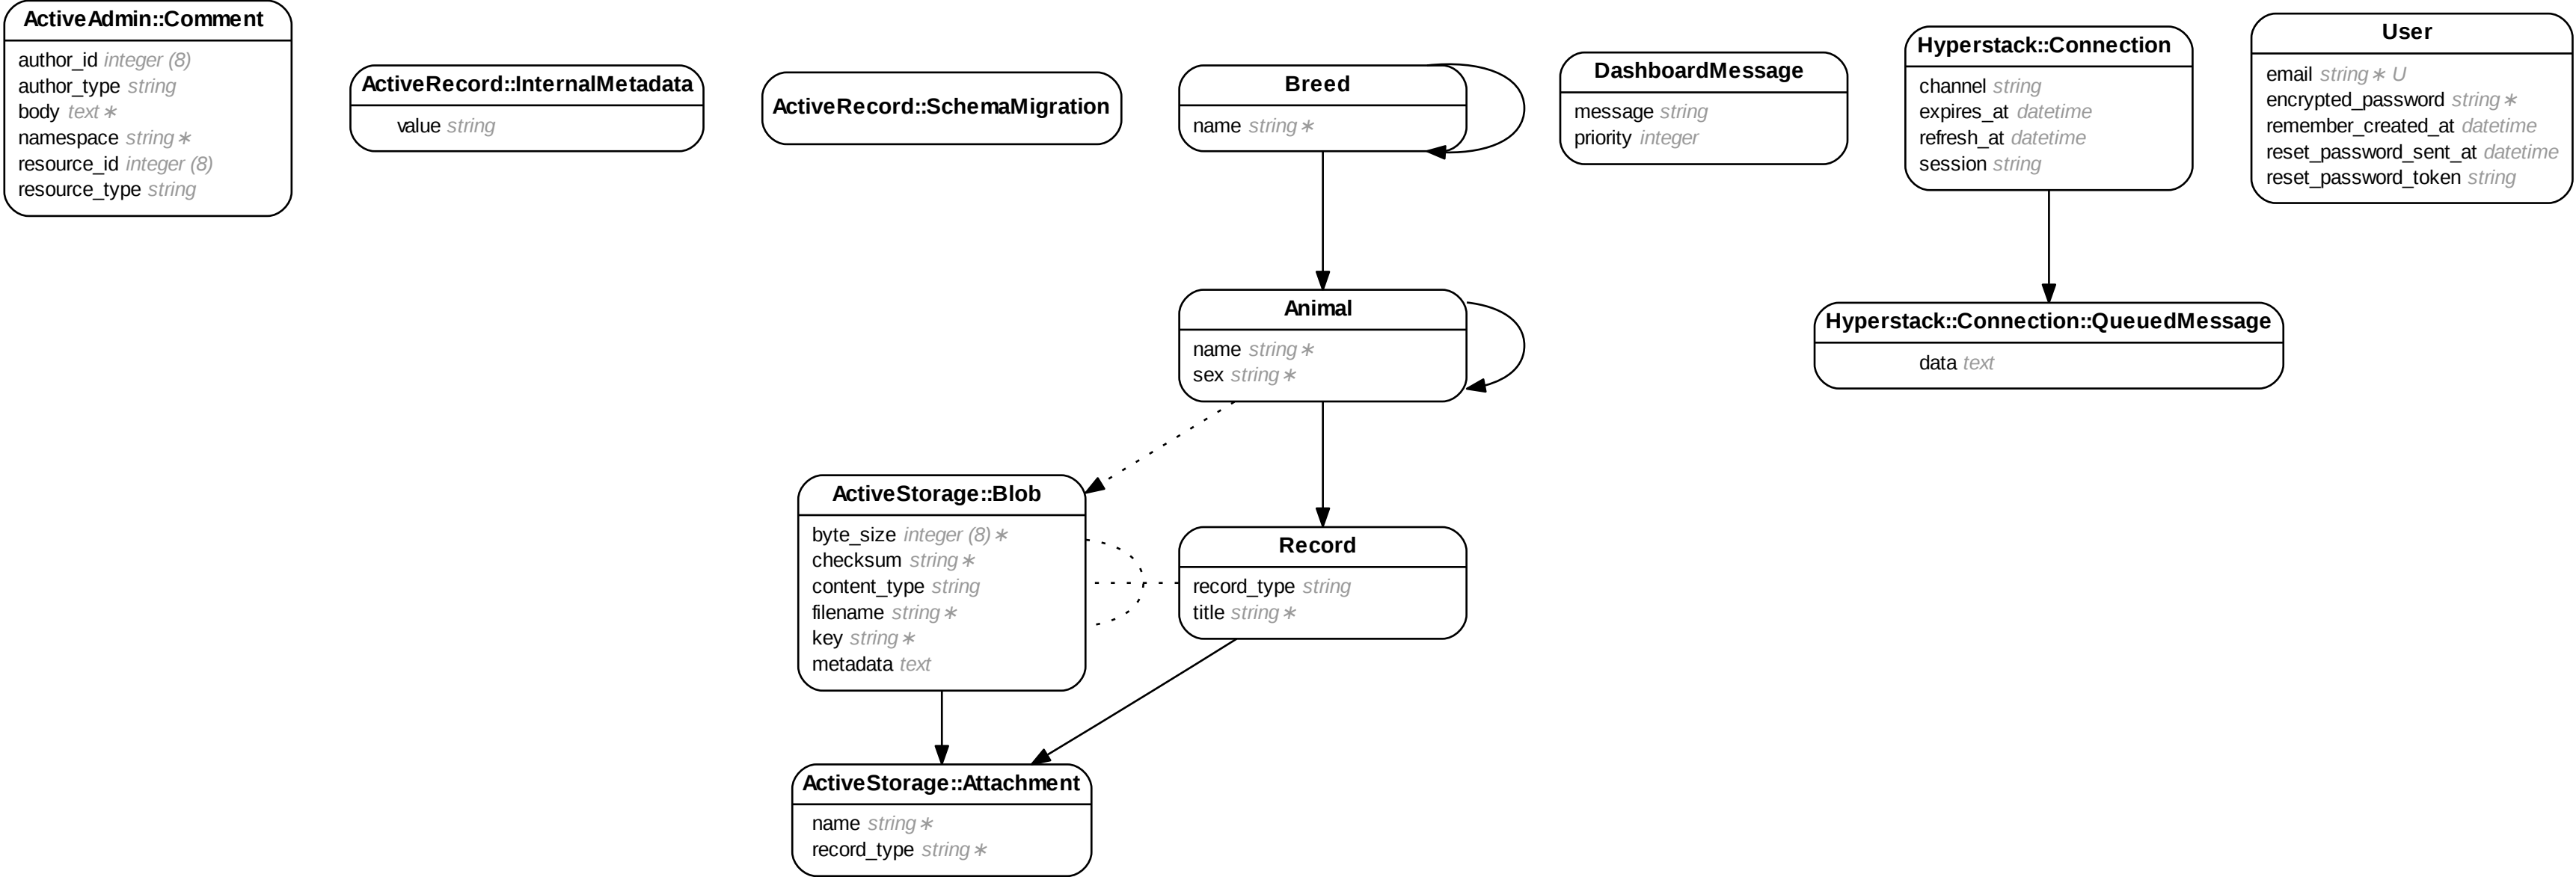 ActiveAdmin::Comment
author_id integer (8)
author_type string
body text ∗
namespace string ∗
resource_id integer (8)
resource_type string
ActiveRecord::InternalMetadata
value string
ActiveRecord::SchemaMigration
Breed
name string ∗
DashboardMessage
message string
priority integer
Hyperstack::Connection
channel string
expires_at datetime
refresh_at datetime
session string
User
email string ∗ U
encrypted_password string ∗
remember_created_at datetime
reset_password_sent_at datetime
reset_password_token string
Animal
name string ∗
sex string ∗
Hyperstack::Connection::QueuedMessage
data text
ActiveStorage::Blob
byte_size integer (8) ∗
checksum string ∗
content_type string
filename string ∗
key string ∗
metadata text
Record
record_type string
title string ∗
ActiveStorage::Attachment
name string ∗
record_type string ∗